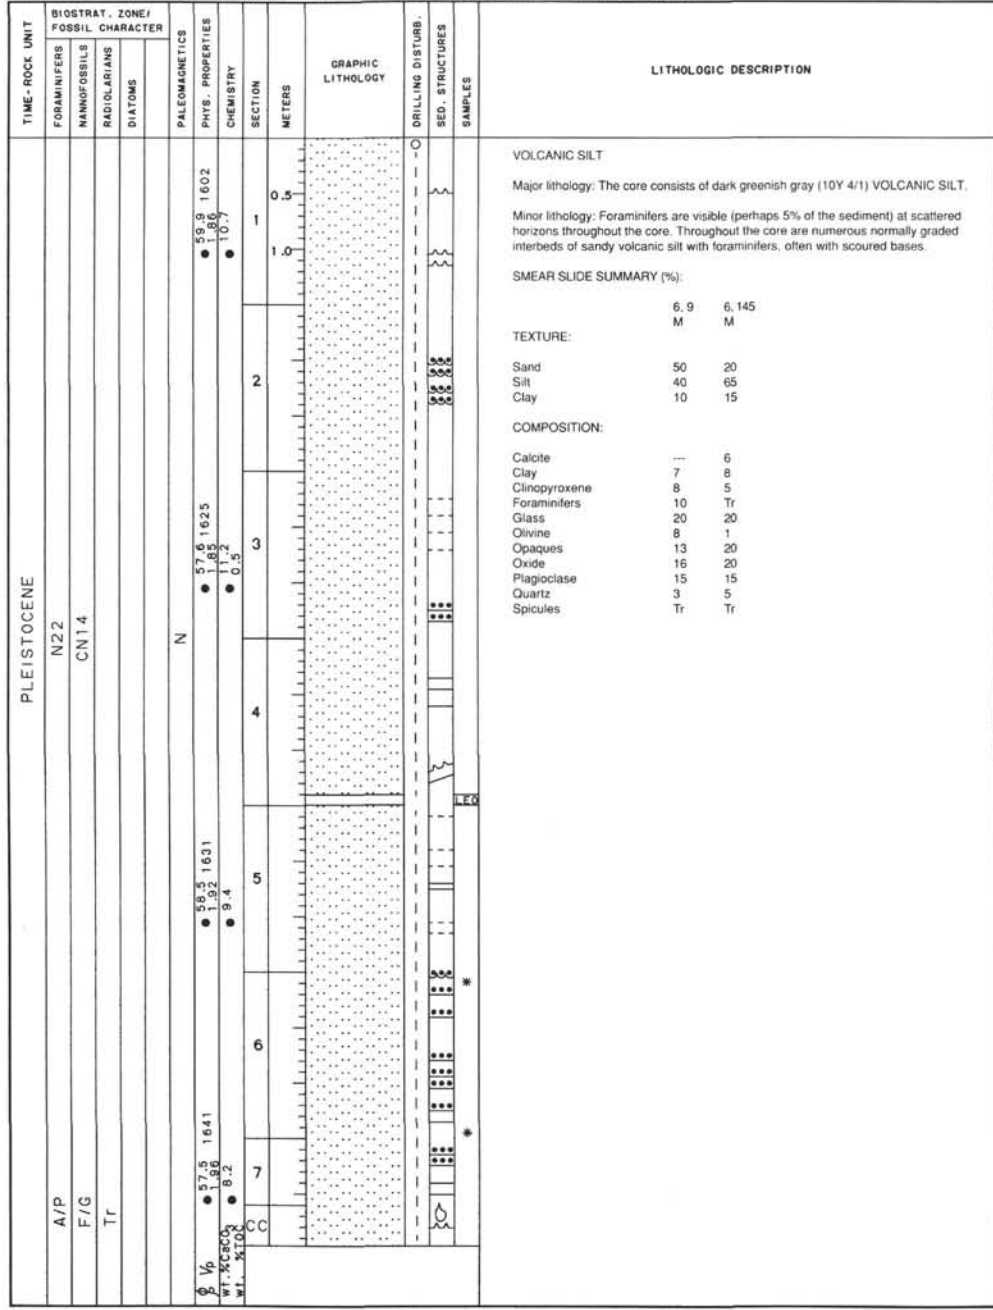 TIME-ROCK UNIT
BIOSTRAT. ZONE/
FOSSIL CHARACTER
FORAMINIFERS
NANNOFOSSILS
RADIOLARIANS
DIATOMS
PALEOMAGNETICS
PHYS. PROPERTIES
CHEMISTRY
SECTION
METERS
GRAPHIC
LITHOLOGY
DRILLING DISTURB.
SED. STRUCTURES
SAMPLES
LITHOLOGIC DESCRIPTION
PLEISTOCENE
N22
A/P
CN14
F/G
Tr
N
59.9 1602
1.86
57.6 1625
1.85
58.5 1631
1.92
57.5 1641
1.96
ϕ Vp
10.7
11.2
0.5
9.4
8.2
wt.%CaCO3
wt. %TOC
1
2
3
4
5
6
7
CC
0.5
1.0
LEO
*
*
VOLCANIC SILT
Major lithology: The core consists of dark greenish gray (10Y 4/1) VOLCANIC SILT.
Minor lithology: Foraminifers are visible (perhaps 5% of the sediment) at scattered
horizons throughout the core. Throughout the core are numerous normally graded
interbeds of sandy volcanic silt with foraminifers, often with scoured bases.
SMEAR SLIDE SUMMARY (%):
6, 9 6, 145
M M
TEXTURE:
Sand 50 20
Silt 40 65
Clay 10 15
COMPOSITION:
Calcite --- 6
Clay 7 8
Clinopyroxene 8 5
Foraminifers 10 Tr
Glass 20 20
Olivine 8 1
Opaques 13 20
Oxide 16 20
Plagioclase 15 15
Quartz 3 5
Spicules Tr Tr